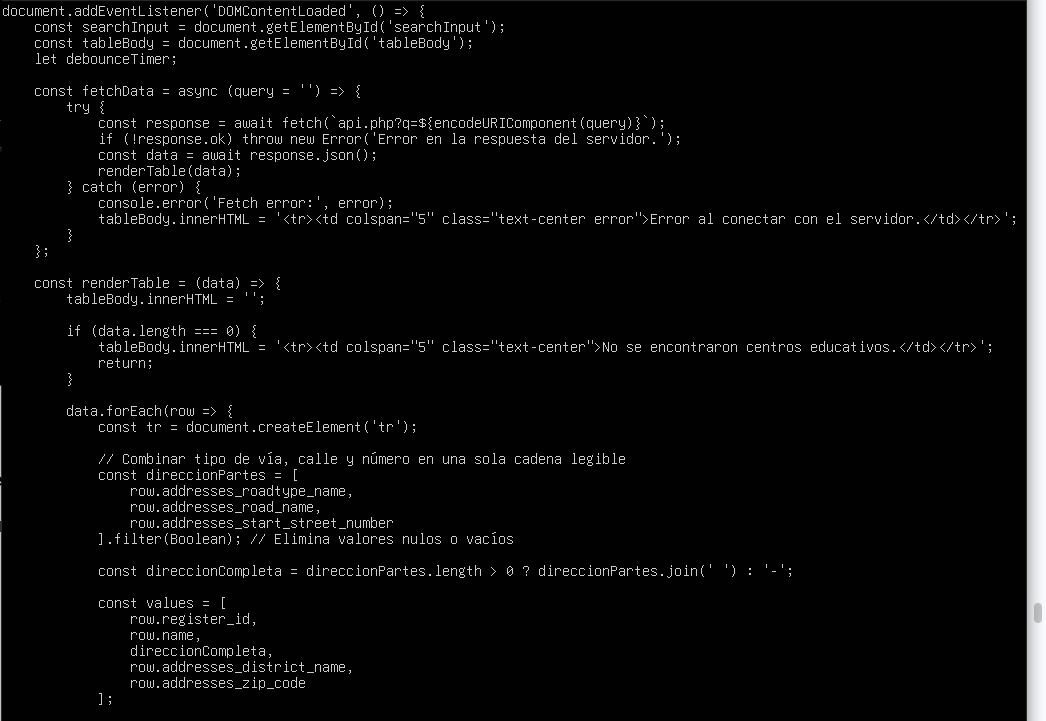 document.addEventListener('DOMContentLoaded', () => {
    const searchInput = document.getElementById('searchInput');
    const tableBody = document.getElementById('tableBody');
    let debounceTimer;

    const fetchData = async (query = '') => {
        try {
            const response = await fetch(`api.php?q=${encodeURIComponent(query)}`);
            if (!response.ok) throw new Error('Error en la respuesta del servidor.');
            const data = await response.json();
            renderTable(data);
        } catch (error) {
            console.error('Fetch error:', error);
            tableBody.innerHTML = '<tr><td colspan="5" class="text-center error">Error al conectar con el servidor.</td></tr>';
        }
    };

    const renderTable = (data) => {
        tableBody.innerHTML = '';

        if (data.length === 0) {
            tableBody.innerHTML = '<tr><td colspan="5" class="text-center">No se encontraron centros educativos.</td></tr>';
            return;
        }

        data.forEach(row => {
            const tr = document.createElement('tr');

            // Combinar tipo de vía, calle y número en una sola cadena legible
            const direccionPartes = [
                row.addresses_roadtype_name,
                row.addresses_road_name,
                row.addresses_start_street_number
            ].filter(Boolean); // Elimina valores nulos o vacíos

            const direccionCompleta = direccionPartes.length > 0 ? direccionPartes.join(' ') : '-';

            const values = [
                row.register_id,
                row.name,
                direccionCompleta,
                row.addresses_district_name,
                row.addresses_zip_code
            ];